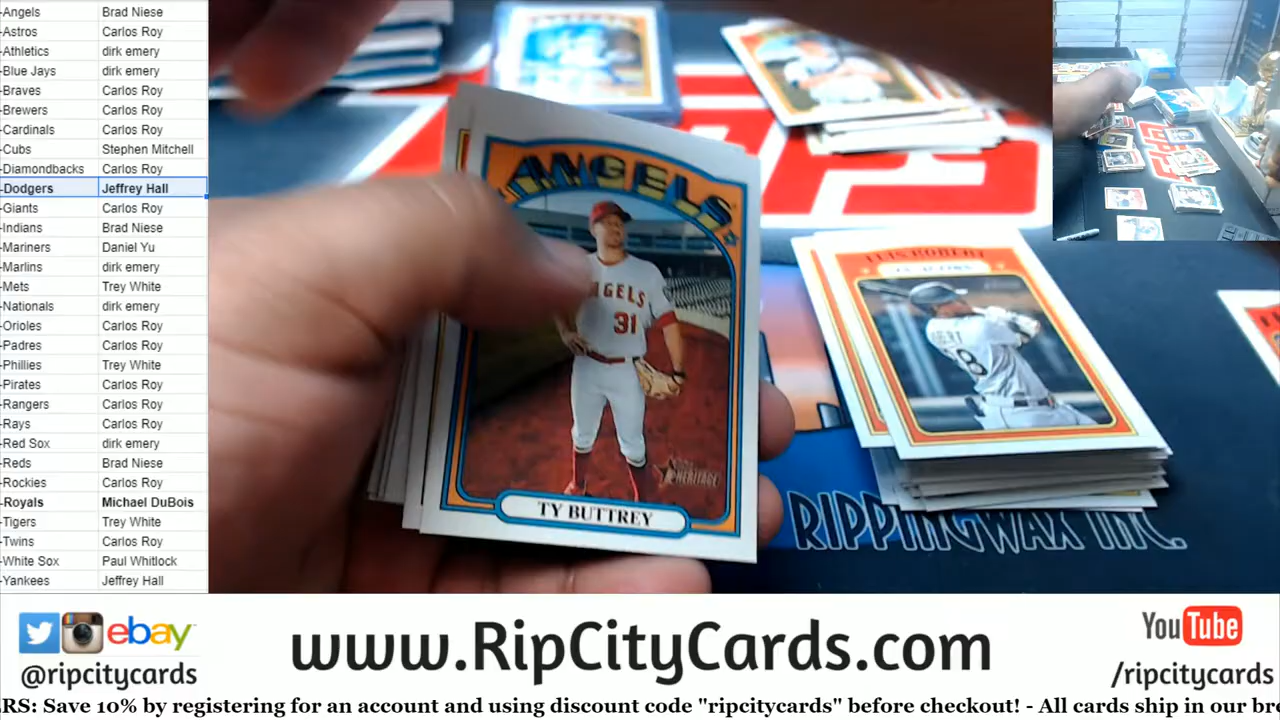 -Angels Brad Niese
-Astros Carlos Roy
-Athletics dirk emery
-Blue Jays dirk emery
-Braves Carlos Roy
-Brewers Carlos Roy
-Cardinals Carlos Roy
-Cubs Stephen Mitchell
-Diamondbacks Carlos Roy
-Dodgers Jeffrey Hall
-Giants Carlos Roy
-Indians Brad Niese
-Mariners Daniel Yu
-Marlins dirk emery
-Mets Trey White
-Nationals dirk emery
-Orioles Carlos Roy
-Padres Carlos Roy
-Phillies Trey White
-Pirates Carlos Roy
-Rangers Carlos Roy
-Rays Carlos Roy
-Red Sox dirk emery
-Reds Brad Niese
-Rockies Carlos Roy
-Royals Michael DuBois
-Tigers Trey White
-Twins Carlos Roy
-White Sox Paul Whitlock
-Yankees Jeffrey Hall
ANGELS
ANGELS
31
HERITAGE
TY BUTTREY
LUIS ROBERT
8
RIPPINGWAX INC.
ebay
@ripcitycards
www.RipCityCards.com
YouTube
/ripcitycards
RS: Save 10% by registering for an account and using discount code "ripcitycards" before checkout! - All cards ship in our br